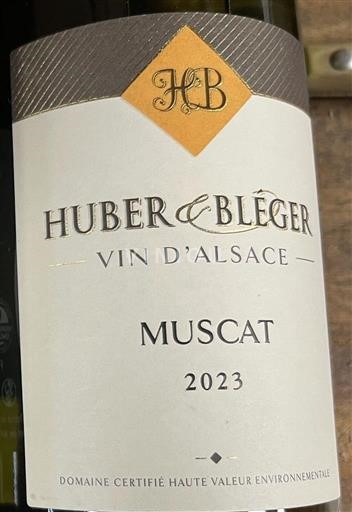 HB
HUBER & BLÉGER
VIN D'ALSACE
MUSCAT
2023
DOMAINE CERTIFIÉ HAUTE VALEUR ENVIRONNEMENTALE